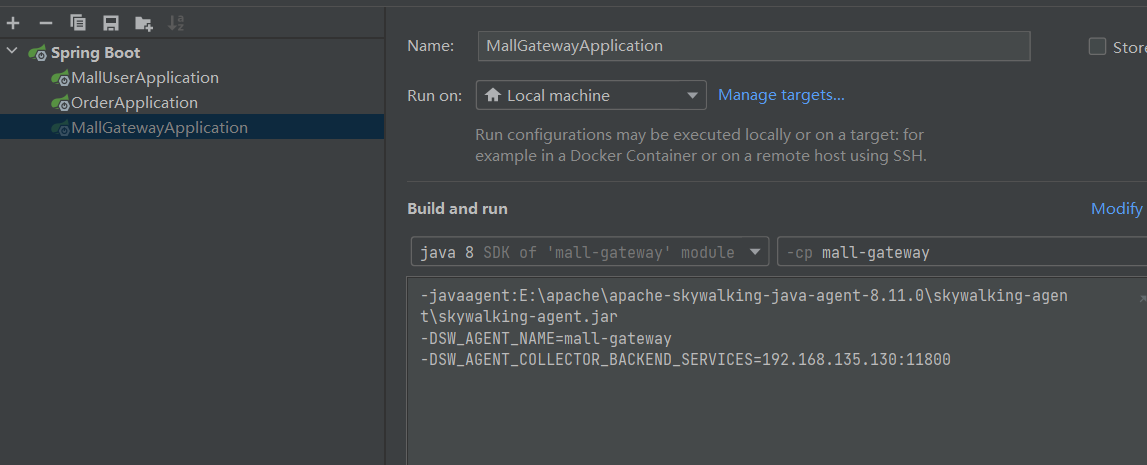 Spring Boot
MallUserApplication
OrderApplication
MallGatewayApplication
Name: MallGatewayApplication
Store
Run on: Local machine Manage targets...
Run configurations may be executed locally or on a target: for
example in a Docker Container or on a remote host using SSH.
Build and run
Modify
java 8 SDK of 'mall-gateway' module
-cp mall-gateway
-javaagent:E:\apache\apache-skywalking-java-agent-8.11.0\skywalking-agen
t\skywalking-agent.jar
-DSW_AGENT_NAME=mall-gateway
-DSW_AGENT_COLLECTOR_BACKEND_SERVICES=192.168.135.130:11800